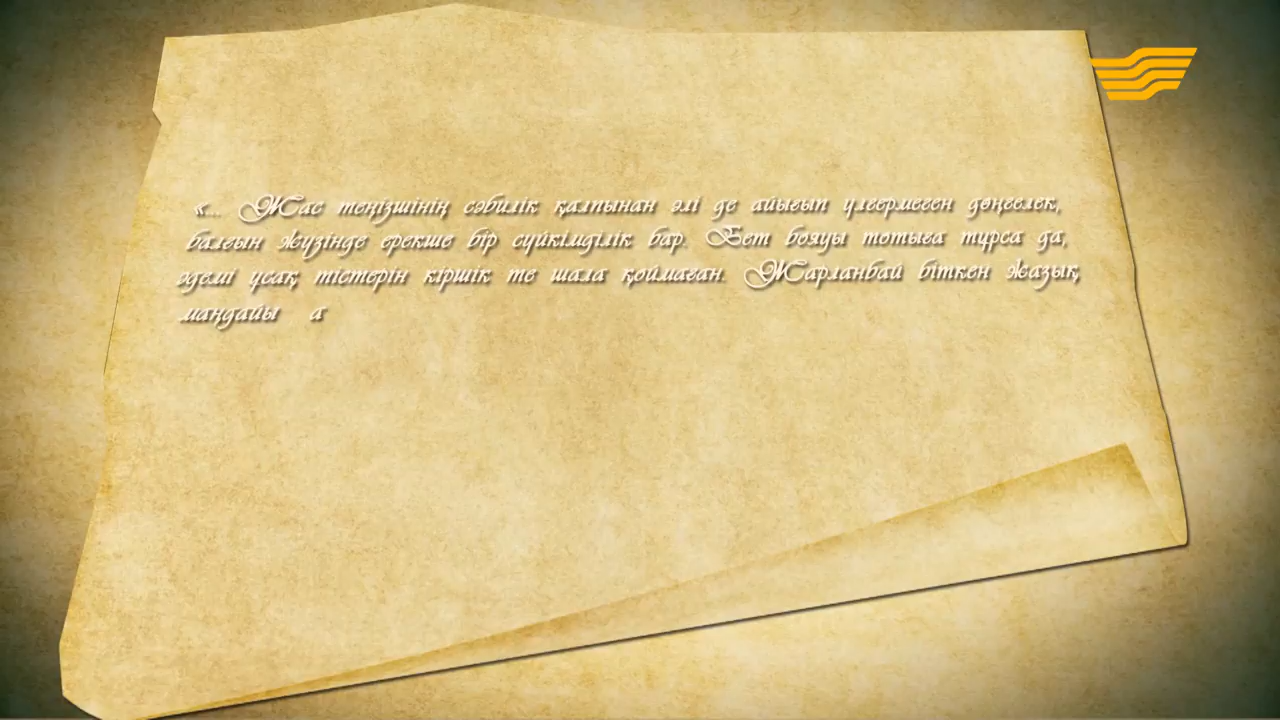 «... Жас теңізшінің сәбилік қалпынан әлі де айығып үлгермеген дөңгелек,
балғын жүзінде ерекше бір сүйкімділік бар. Бет бояуы тотыға тұрса да,
әдемі ұсақ тістерін кіршік те шала қоймаған. Жарланбай біткен жазық
маңдайы а